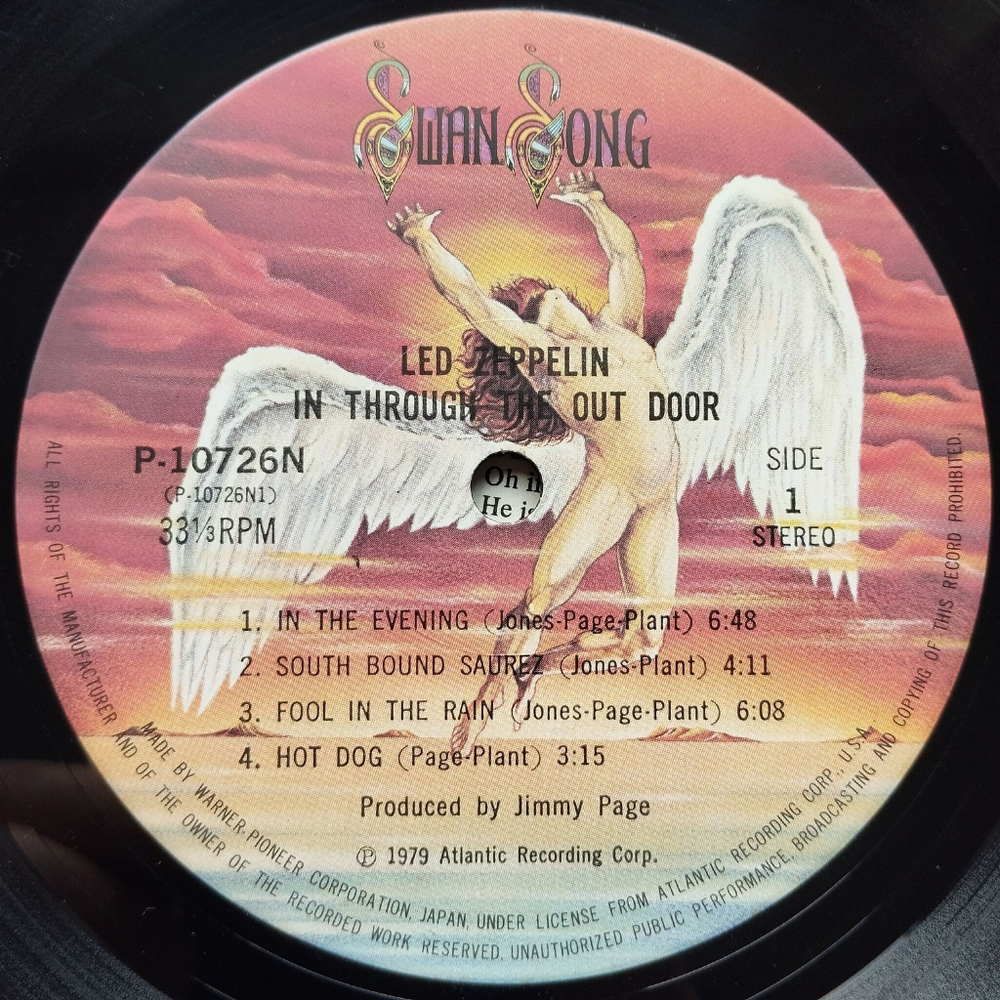 SWAN SONG
LED ZEPPELIN
IN THROUGH THE OUT DOOR
P-10726N
(P-10726N1)
33⅓RPM
SIDE
1
STEREO
Oh
He
1. IN THE EVENING (Jones-Page-Plant) 6:48
2. SOUTH BOUND SAUREZ (Jones-Plant) 4:11
3. FOOL IN THE RAIN (Jones-Page-Plant) 6:08
4. HOT DOG (Page-Plant) 3:15
Produced by Jimmy Page
℗ 1979 Atlantic Recording Corp.
MADE BY WARNER-PIONEER CORPORATION, JAPAN, UNDER LICENSE FROM ATLANTIC RECORDING CORP., U.S.A.
ALL RIGHTS OF THE MANUFACTURER AND OF THE OWNER OF THE RECORDED WORK RESERVED. UNAUTHORIZED PUBLIC PERFORMANCE, BROADCASTING AND COPYING OF THIS RECORD PROHIBITED.